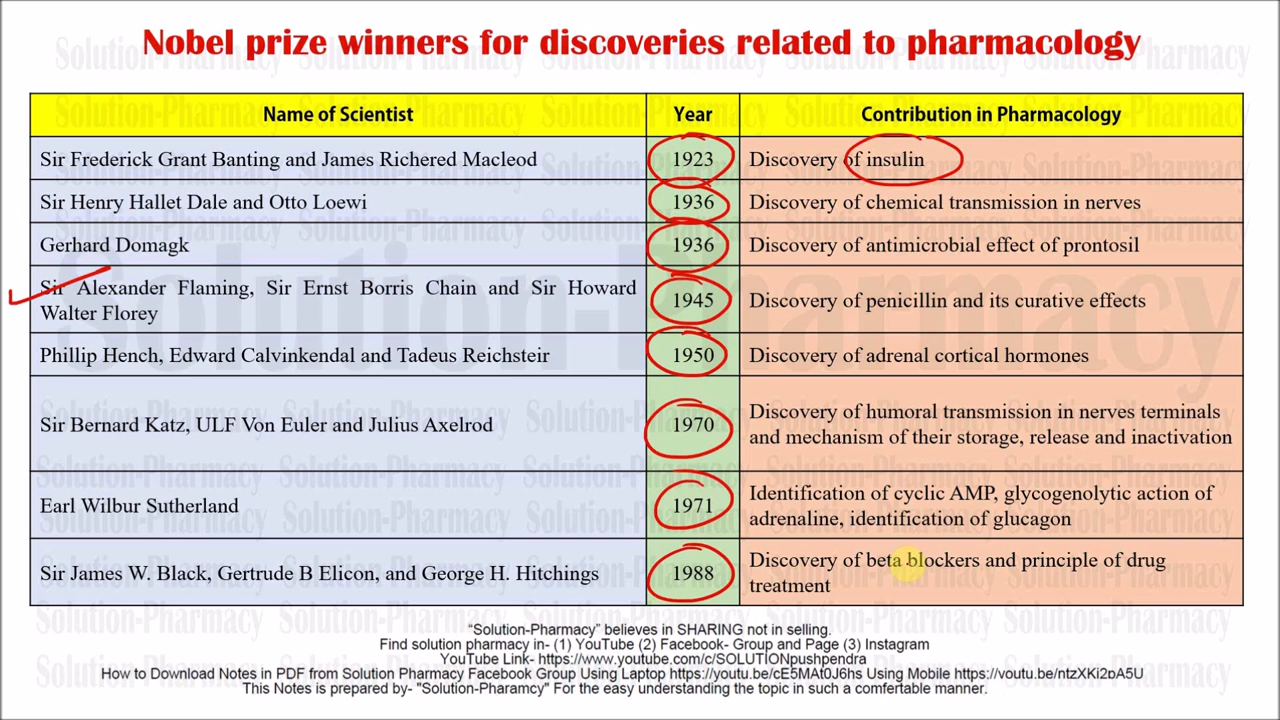 Nobel prize winners for discoveries related to pharmacology
Name of Scientist Year Contribution in Pharmacology
Sir Frederick Grant Banting and James Richered Macleod 1923 Discovery of insulin
Sir Henry Hallet Dale and Otto Loewi 1936 Discovery of chemical transmission in nerves
Gerhard Domagk 1936 Discovery of antimicrobial effect of prontosil
Sir Alexander Flaming, Sir Ernst Borris Chain and Sir Howard
Walter Florey 1945 Discovery of penicillin and its curative effects
Phillip Hench, Edward Calvinkendal and Tadeus Reichsteir 1950 Discovery of adrenal cortical hormones
Sir Bernard Katz, ULF Von Euler and Julius Axelrod 1970 Discovery of humoral transmission in nerves terminals
and mechanism of their storage, release and inactivation
Earl Wilbur Sutherland 1971 Identification of cyclic AMP, glycogenolytic action of
adrenaline, identification of glucagon
Sir James W. Black, Gertrude B Elicon, and George H. Hitchings 1988 Discovery of beta blockers and principle of drug
treatment
"Solution-Pharmacy" believes in SHARING not in selling.
Find solution pharmacy in- (1) YouTube (2) Facebook- Group and Page (3) Instagram
YouTube Link- https://www.youtube.com/c/SOLUTIONpushpendra
How to Download Notes in PDF from Solution Pharmacy Facebook Group Using Laptop https://youtu.be/cE5MAt0J6hs Using Mobile https://youtu.be/ntzXKi2bA5U
This Notes is prepared by- "Solution-Pharamcy" For the easy understanding the topic in such a comfertable manner.
Solution-Pharmacy